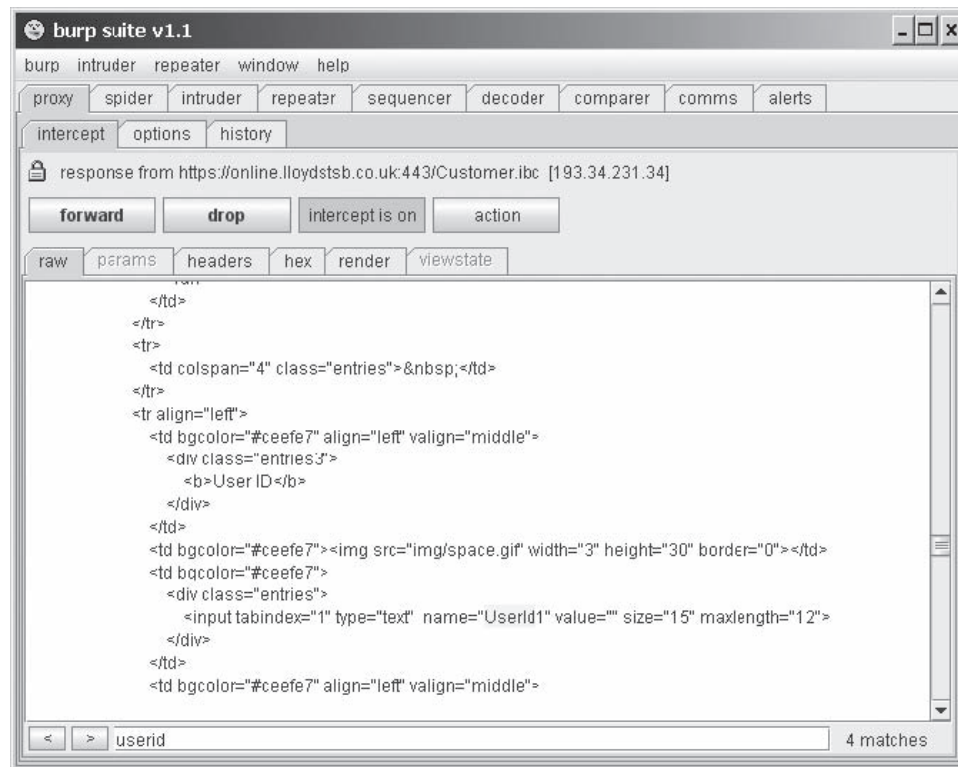 burp suite v1.1
burp intruder repeater window help
proxy spider intruder repeater sequencer decoder comparer comms alerts
intercept options history
response from https://online.lloydstsb.co.uk:443/Customer.ibc [193.34.231.34]
forward drop intercept is on action
raw params headers hex render viewstate
</td>
</tr>
<tr>
<td colspan="4" class="entries">&nbsp;</td>
</tr>
<tr align="left">
<td bgcolor="#ceefe7" align="left" valign="middle">
<div class="entries3">
<b>User ID</b>
</div>
</td>
<td bgcolor="#ceefe7"><img src="img/space.gif" width="3" height="30" border="0"></td>
<td bgcolor="#ceefe7">
<div class="entries">
<input tabindex="1" type="text" name="UserId1" value="" size="15" maxlength="12">
</div>
</td>
<td bgcolor="#ceefe7" align="left" valign="middle">
< > userid 4 matches